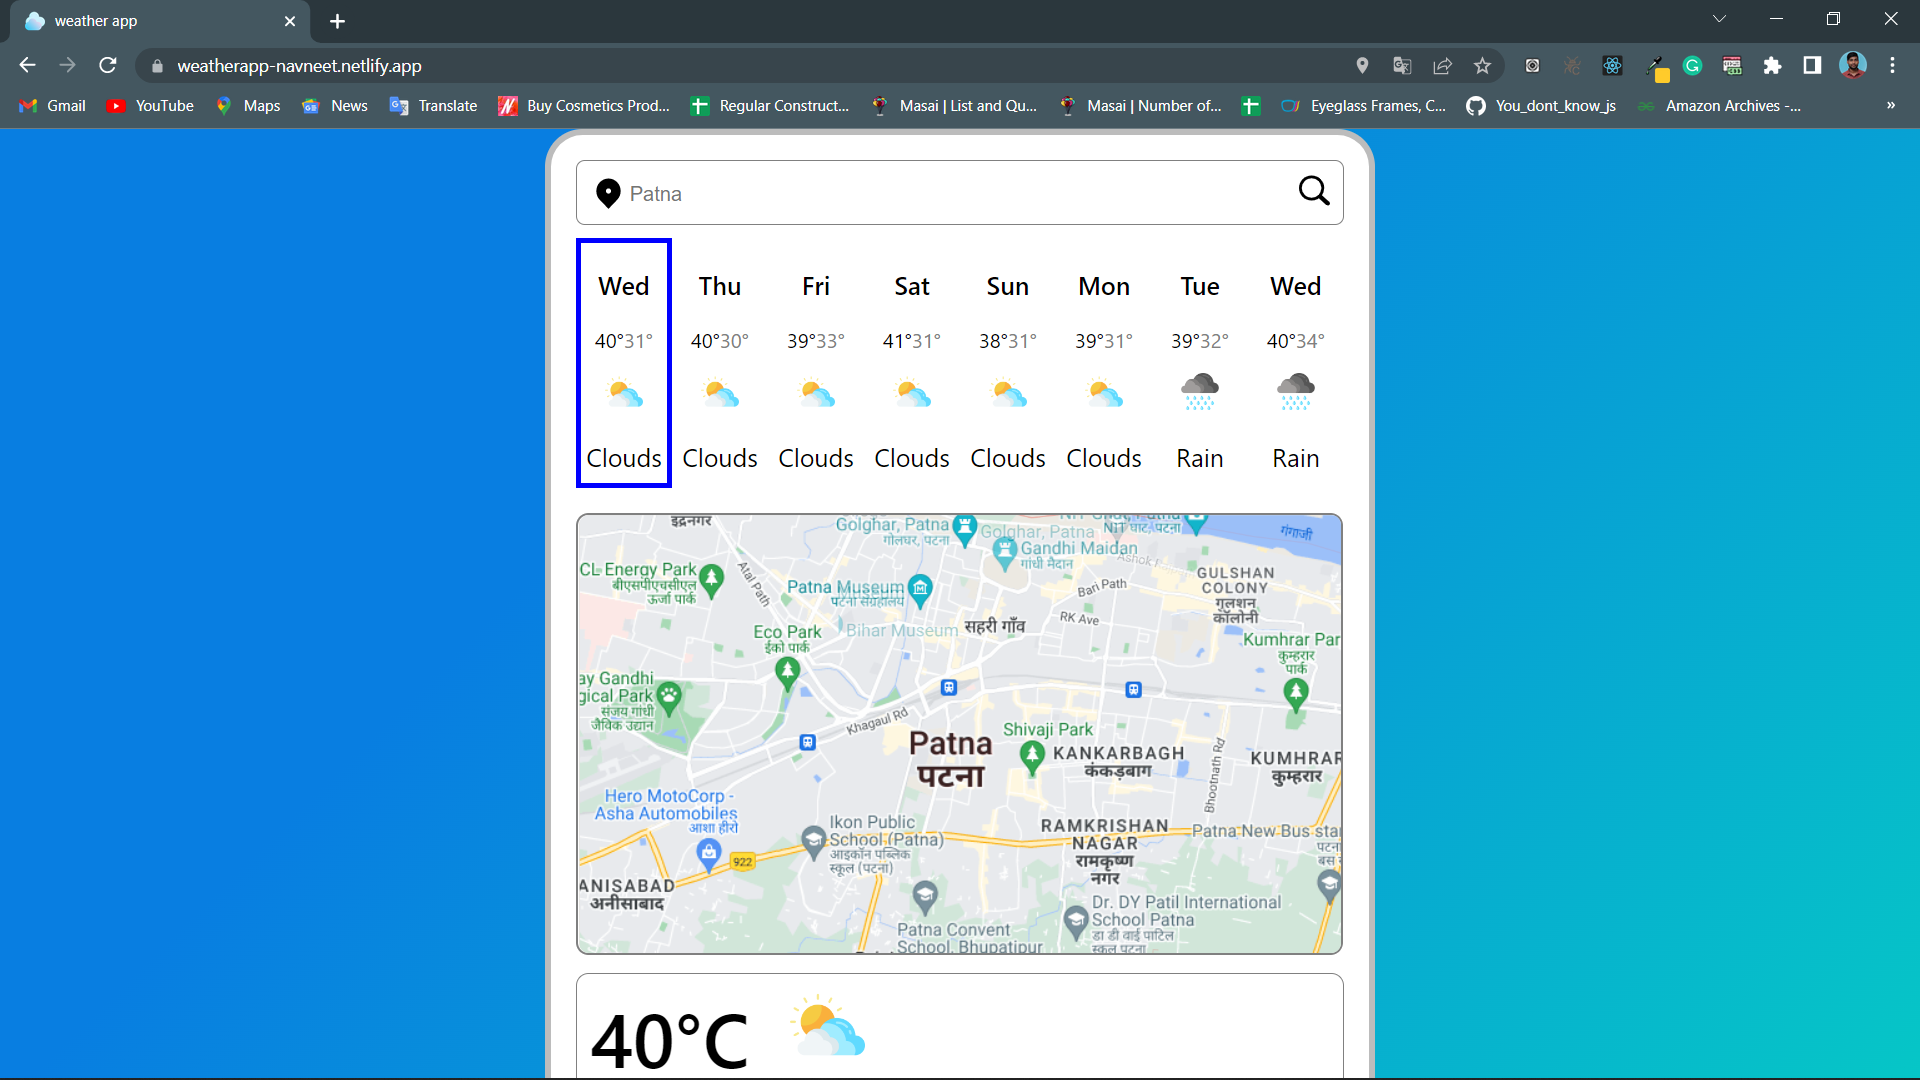 weather app
weatherapp-navneet.netlify.app
Gmail
YouTube
Maps
News
Translate
Buy Cosmetics Prod...
Regular Construct...
Masai | List and Qu...
Masai | Number of...
Eyeglass Frames, C...
You_dont_know_js
Amazon Archives -...
»
Patna
Wed Thu Fri Sat Sun Mon Tue Wed
40°31° 40°30° 39°33° 41°31° 38°31° 39°31° 39°32° 40°34°
Clouds Clouds Clouds Clouds Clouds Clouds Rain Rain
इंद्रनगर
Golghar, Patna
गोलघर, पटना
Golghar, Patna
NIT घाट, पटना
गंगाजी
Gandhi Maidan
गांधी मैदान
CL Energy Park
बीएसपीएचसीएल
ऊर्जा पार्क
Atal Path
Patna Museum
पटना संग्रहालय
Bari Path
GULSHAN
COLONY
गुलशन
कॉलोनी
RK Ave
Eco Park
ईको पार्क
Bihar Museum
सहरी गाँव
Kumhrar Par
कुम्हरार
पार्क
ay Gandhi
gical Park
संजय गांधी
जैविक उद्यान
Khagaul Rd
Shivaji Park
Patna
पटना
KANKARBAGH
कंकड़बाग
Bhootnath Rd
KUMHRAR
कुम्हरार
Hero MotoCorp -
Asha Automobiles
आशा हीरो
922
Ikon Public
School (Patna)
आइकॉन पब्लिक
स्कूल (पटना)
RAMKRISHAN
NAGAR
रामकृष्ण
नगर
Patna New Bus stan
पटना
बस
ANISABAD
अनीसाबाद
Patna Convent
School, Bhupatipur
Dr. DY Patil International
School Patna
डा डी वाई पाटिल
स्कूल पटना
40°C